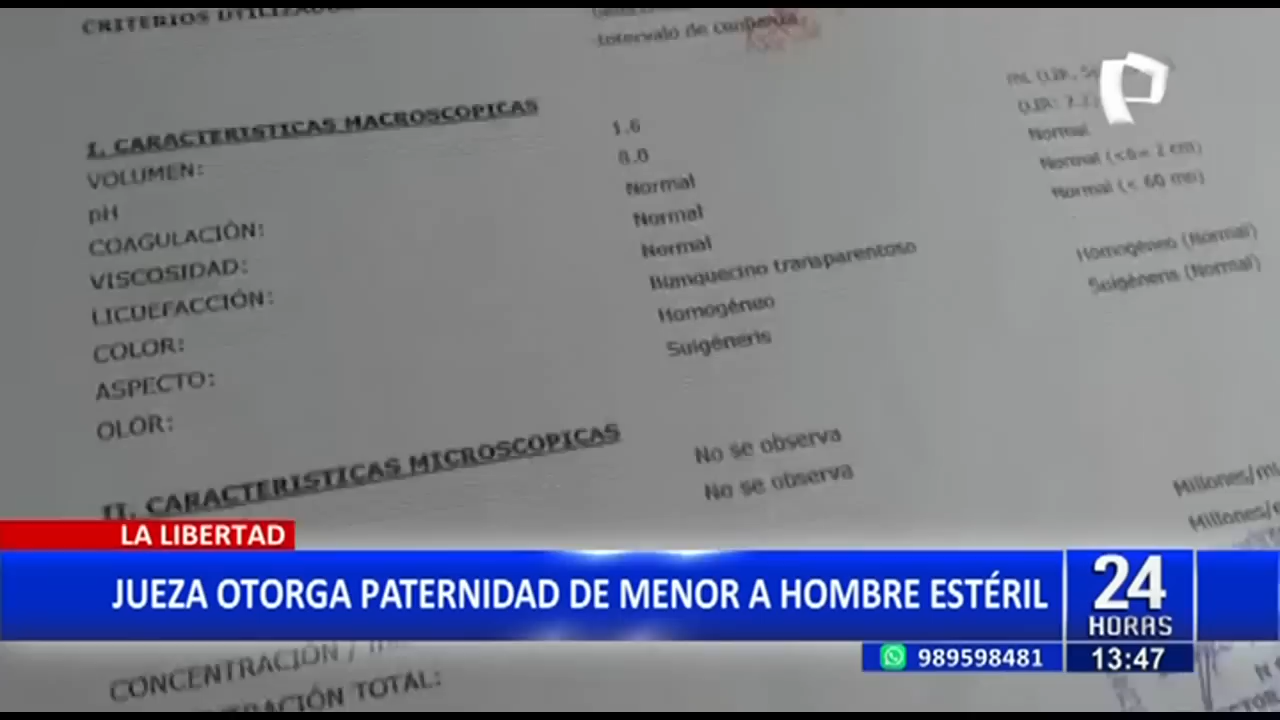 CRITERIOS UTILIZADOS
Intervalo de confianza
I. CARACTERISTICAS MACROSCOPICAS
VOLUMEN: 1.6
pH 8.0 Normal
COAGULACIÓN: Normal Normal (<6= 2 cm)
VISCOSIDAD: Normal Normal (< 60 min)
LICUEFACCIÓN: Normal
COLOR: Blanquecino transparentoso
ASPECTO: Homogéneo Homogéneo (Normal)
OLOR: Suigéneris Suigéneris (Normal)
II. CARACTERISTICAS MICROSCOPICAS
No se observa
No se observa
LA LIBERTAD
JUEZA OTORGA PATERNIDAD DE MENOR A HOMBRE ESTÉRIL
24
HORAS
989598481
13:47
CONCENTRACIÓN /
TOTAL: